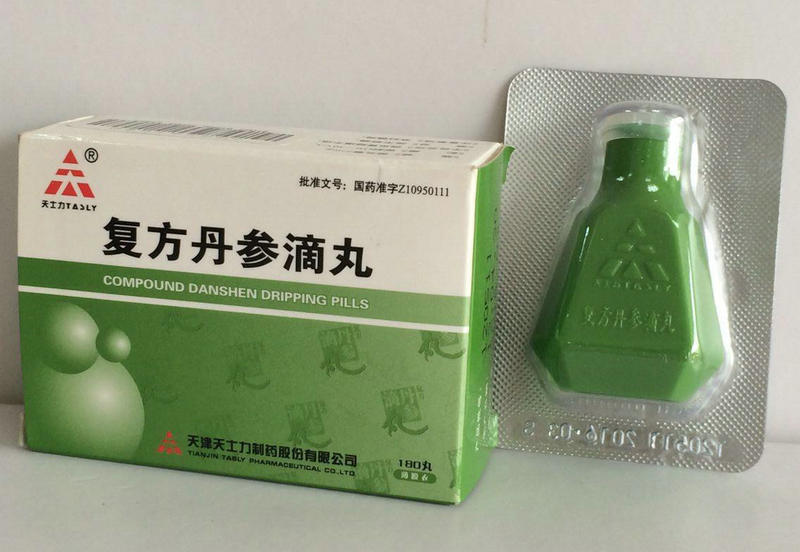 ®
天士力TASLY
批准文号：国药准字Z10950111
复方丹参滴丸
COMPOUND DANSHEN DRIPPING PILLS
天津天士力制药股份有限公司
TIANJIN TASLY PHARMACEUTICAL CO.,LTD.
180丸
薄膜衣
复方丹参滴丸